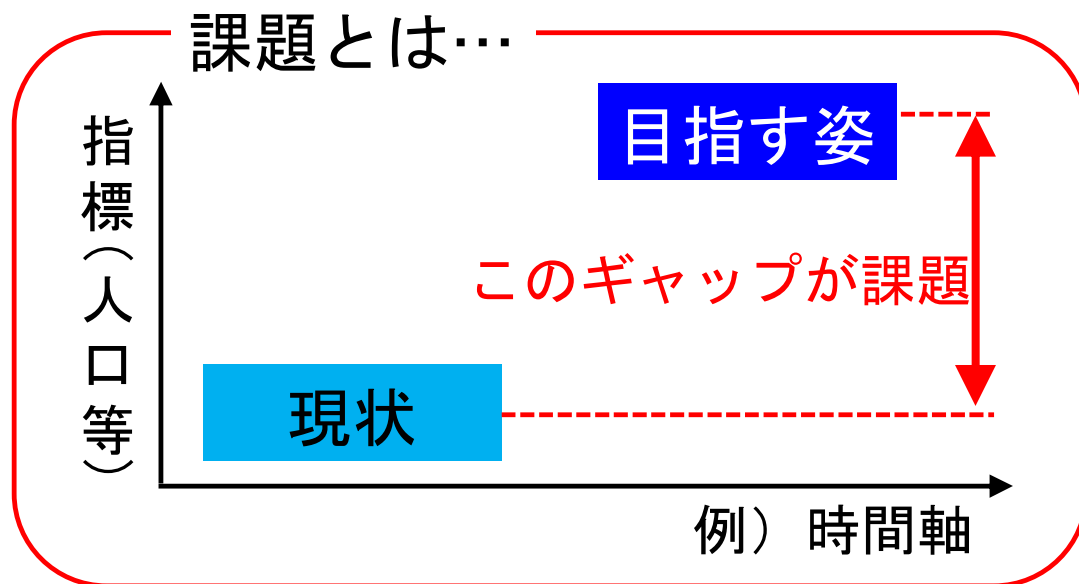 課題とは…
指標（人口等）
目指す姿
このギャップが課題
現状
例）時間軸